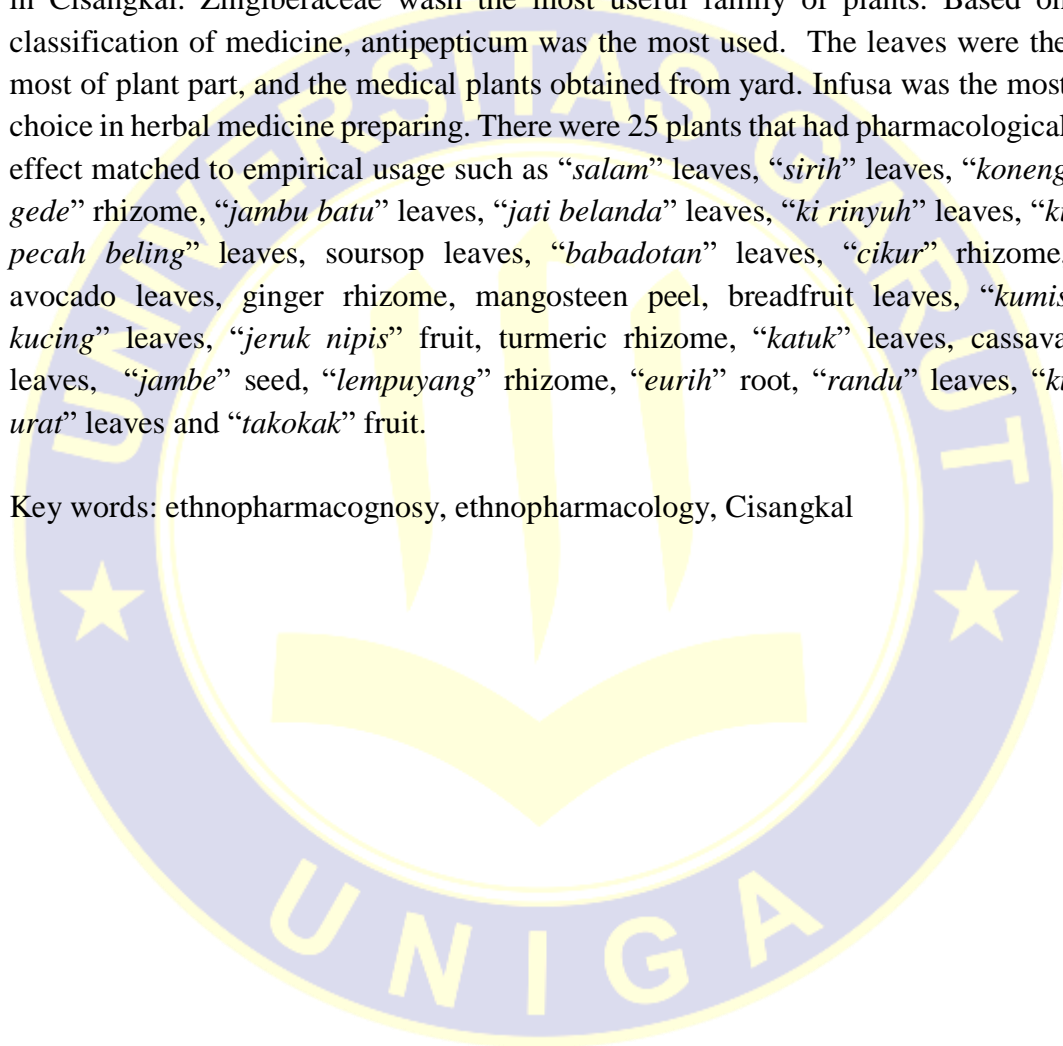 in Cisangkal. Zingiberaceae wash the most useful family of plants. Based on
classification of medicine, antipepticum was the most used. The leaves were the
most of plant part, and the medical plants obtained from yard. Infusa was the most
choice in herbal medicine preparing. There were 25 plants that had pharmacological
effect matched to empirical usage such as “salam” leaves, “sirih” leaves, “koneng
gede” rhizome, “jambu batu” leaves, “jati belanda” leaves, “ki rinyuh” leaves, “ki
pecah beling” leaves, soursop leaves, “babadotan” leaves, “cikur” rhizome,
avocado leaves, ginger rhizome, mangosteen peel, breadfruit leaves, “kumis
kucing” leaves, “jeruk nipis” fruit, turmeric rhizome, “katuk” leaves, cassava
leaves, “jambe” seed, “lempuyang” rhizome, “eurih” root, “randu” leaves, “ki
urat” leaves and “takokak” fruit.
Key words: ethnopharmacognosy, ethnopharmacology, Cisangkal
UNIVERSITAS GARUT
UNIGA